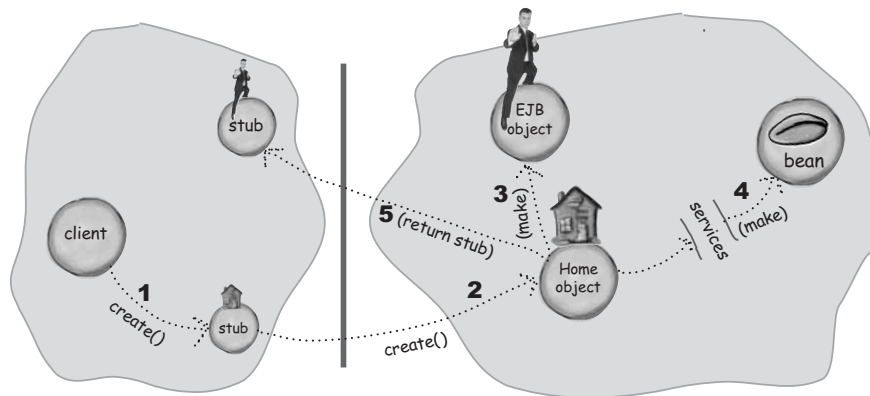 stub
EJB
object
bean
client
1
create()
stub
2
create()
3
(make)
4
services
(make)
5 (return stub)
Home
object